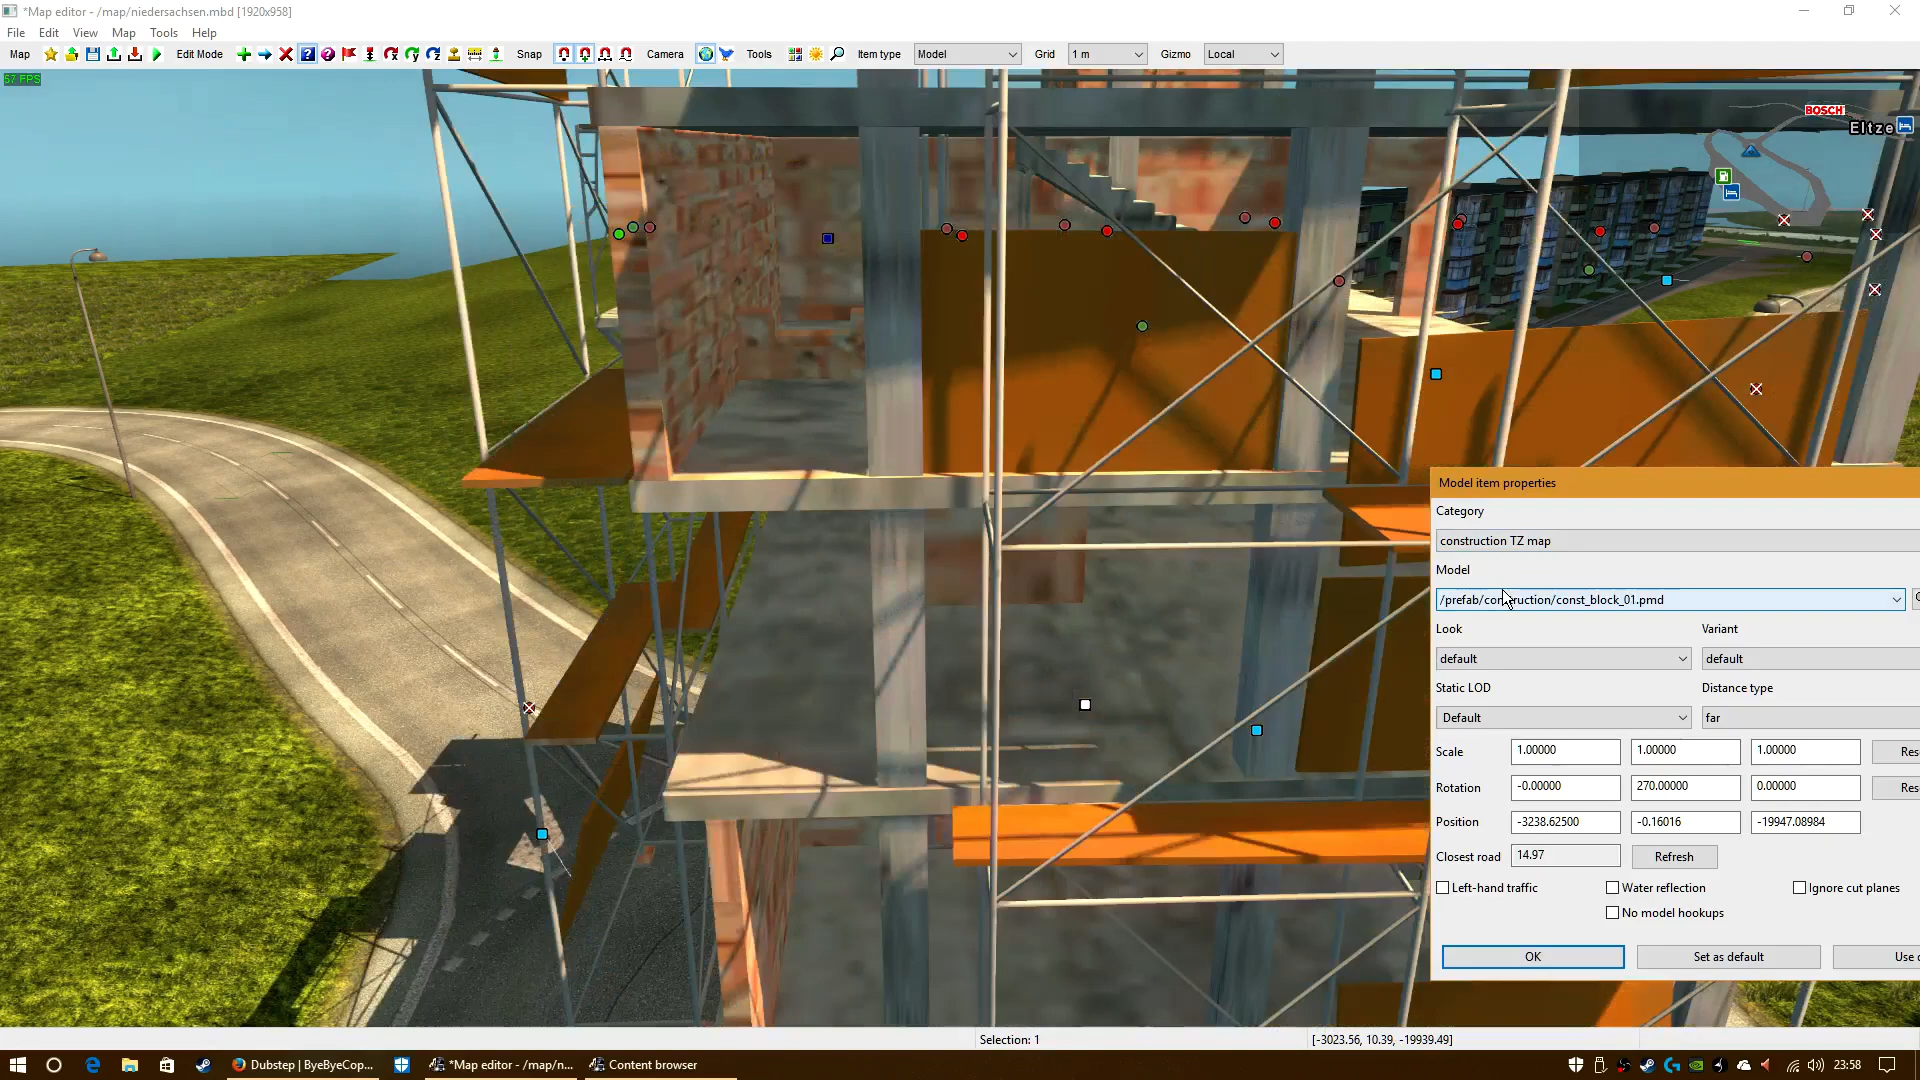 *Map editor - /map/niedersachsen.mbd [1920x958]
File Edit View Map Tools Help
Map Edit Mode Snap Camera Tools Item type Model Grid 1 m Gizmo Local
57 FPS
BOSCH
Eltze
Model item properties
Category
construction TZ map
Model
/prefab/construction/const_block_01.pmd
Look Variant
default default
Static LOD Distance type
Default far
Scale 1.00000 1.00000 1.00000 Res
Rotation -0.00000 270.00000 0.00000 Res
Position -3238.62500 -0.16016 -19947.08984
Closest road 14.97 Refresh
Left-hand traffic Water reflection Ignore cut planes
No model hookups
OK Set as default Use
Selection: 1 [-3023.56, 10.39, -19939.49]
Dubstep | ByeByeCop... *Map editor - /map/n... Content browser 23:58